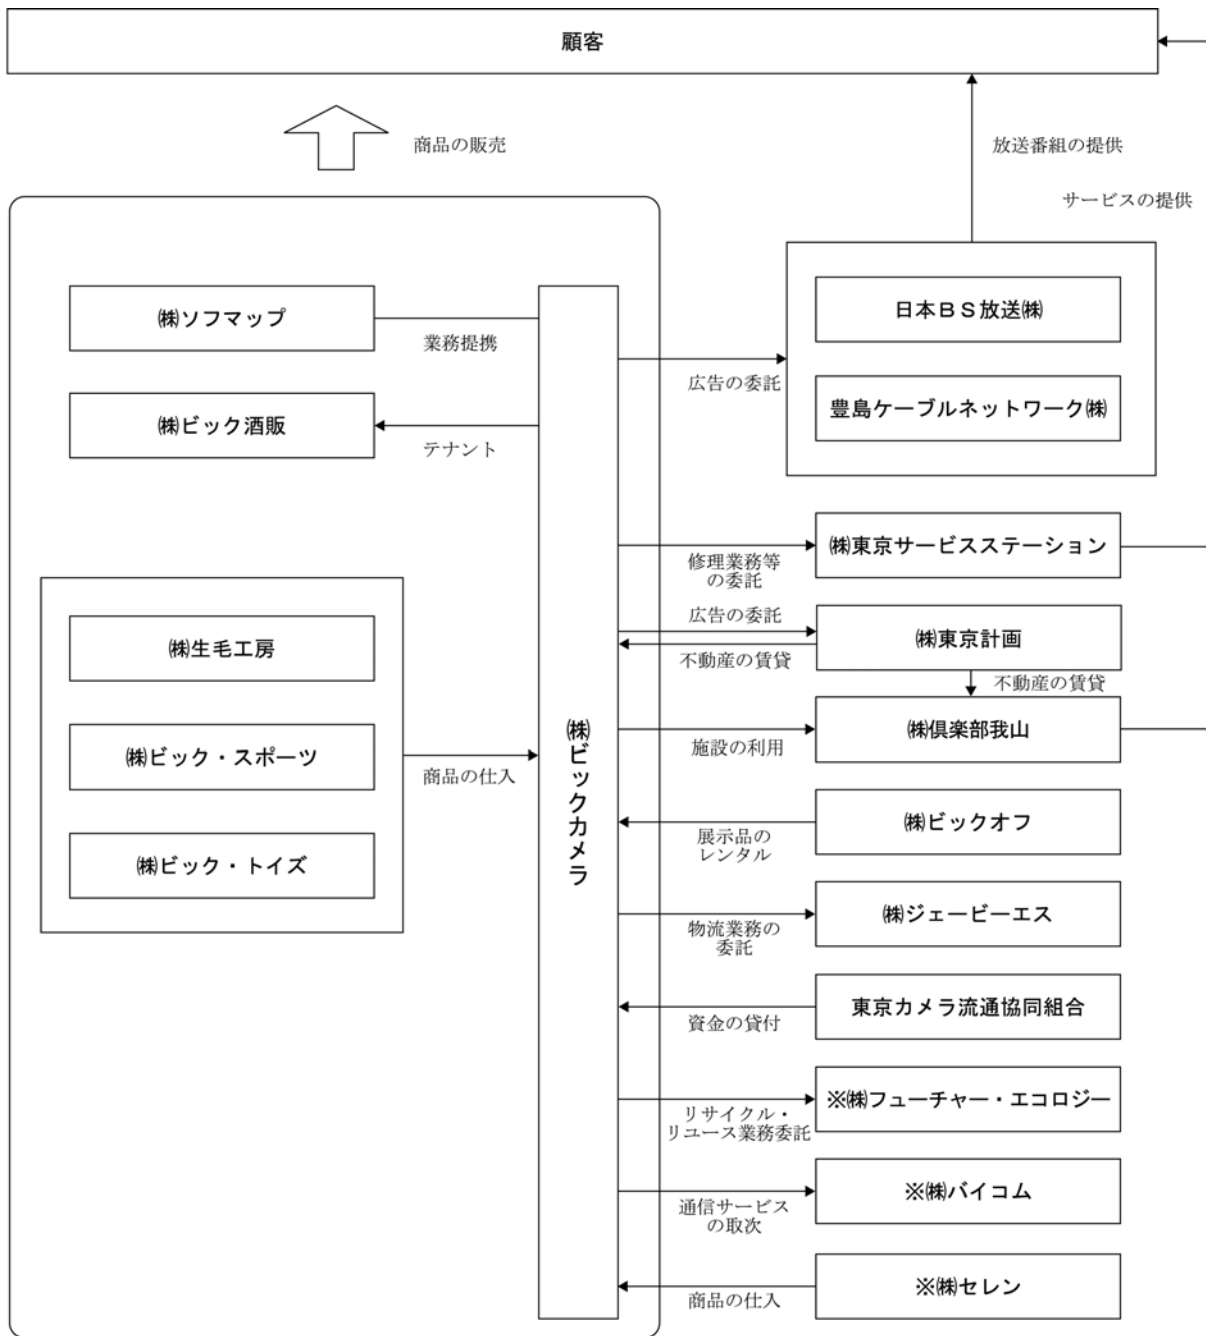 顧客
商品の販売
放送番組の提供
サービスの提供
㈱ソフマップ
業務提携
㈱ビック酒販
テナント
㈱生毛工房
㈱ビック・スポーツ
㈱ビック・トイズ
商品の仕入
㈱ビックカメラ
広告の委託
日本ＢＳ放送㈱
豊島ケーブルネットワーク㈱
修理業務等
の委託
㈱東京サービスステーション
広告の委託
不動産の賃貸
㈱東京計画
不動産の賃貸
施設の利用
㈱倶楽部我山
展示品の
レンタル
㈱ビックオフ
物流業務の
委託
㈱ジェービーエス
資金の貸付
東京カメラ流通協同組合
リサイクル・
リユース業務委託
※㈱フューチャー・エコロジー
通信サービス
の取次
※㈱バイコム
商品の仕入
※㈱セレン